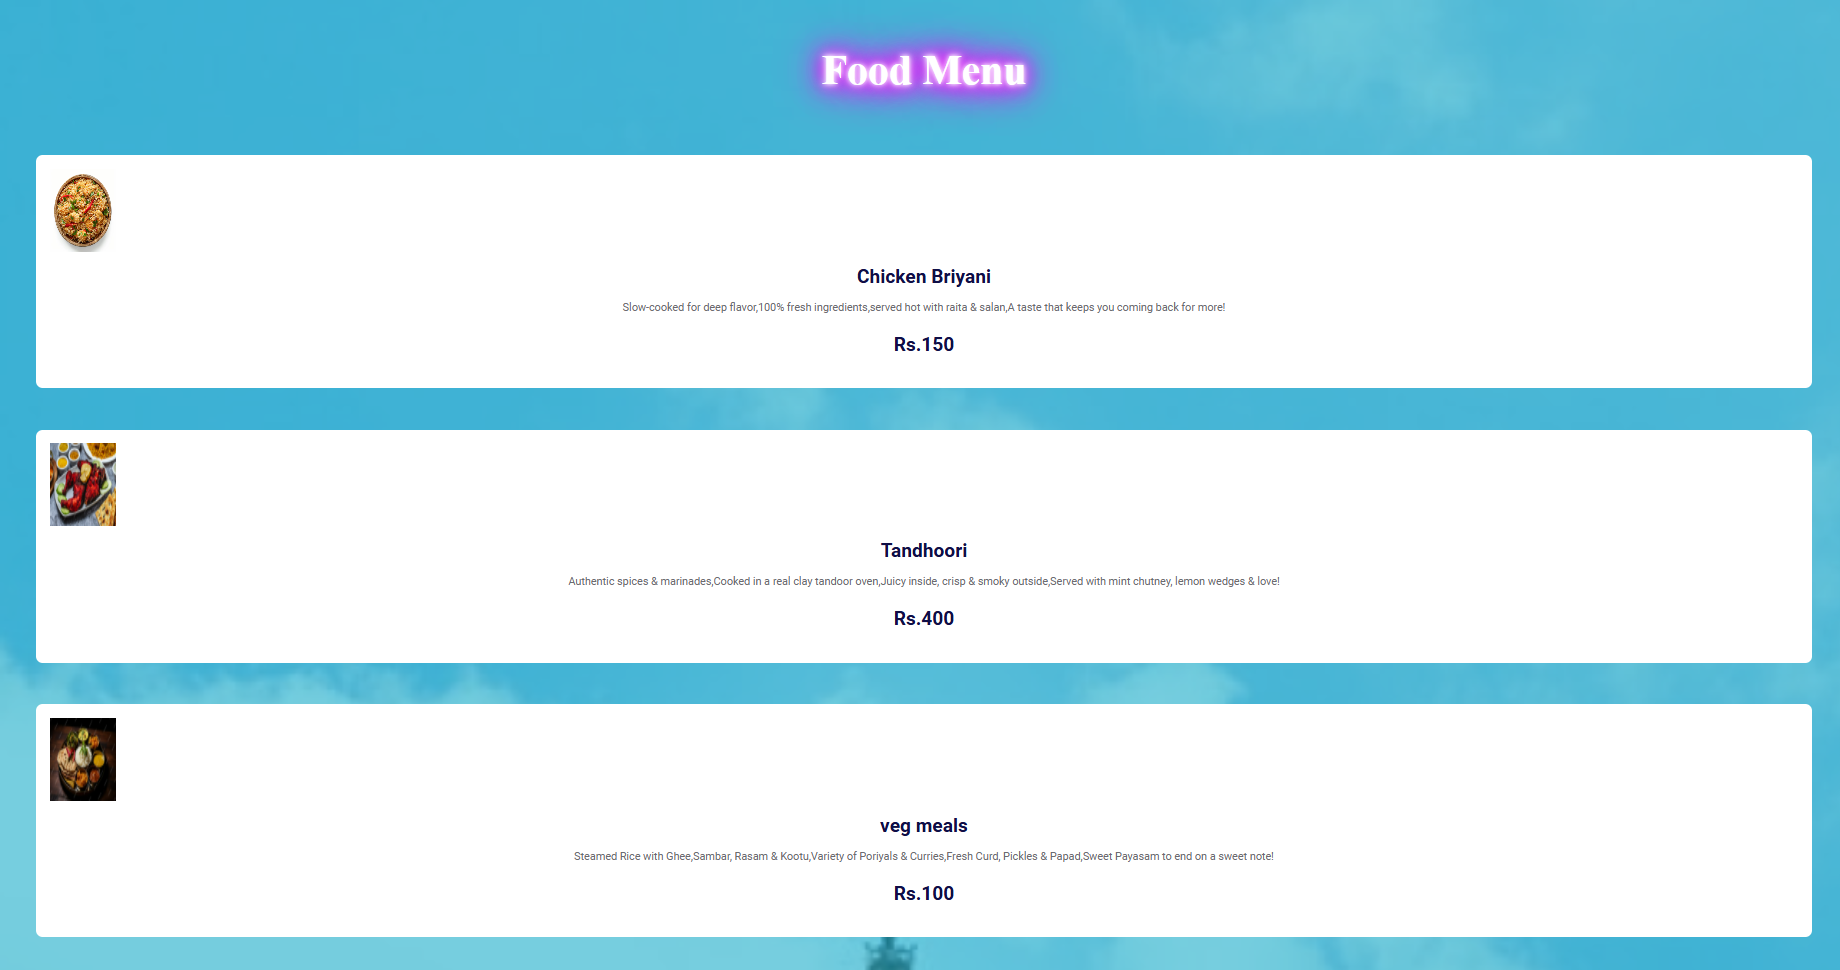 Food Menu
Chicken Briyani
Slow-cooked for deep flavor,100% fresh ingredients,served hot with raita & salan,A taste that keeps you coming back for more!
Rs.150
Tandhoori
Authentic spices & marinades,Cooked in a real clay tandoor oven,Juicy inside, crisp & smoky outside,Served with mint chutney, lemon wedges & love!
Rs.400
veg meals
Steamed Rice with Ghee,Sambar, Rasam & Kootu,Variety of Poriyals & Curries,Fresh Curd, Pickles & Papad,Sweet Payasam to end on a sweet note!
Rs.100